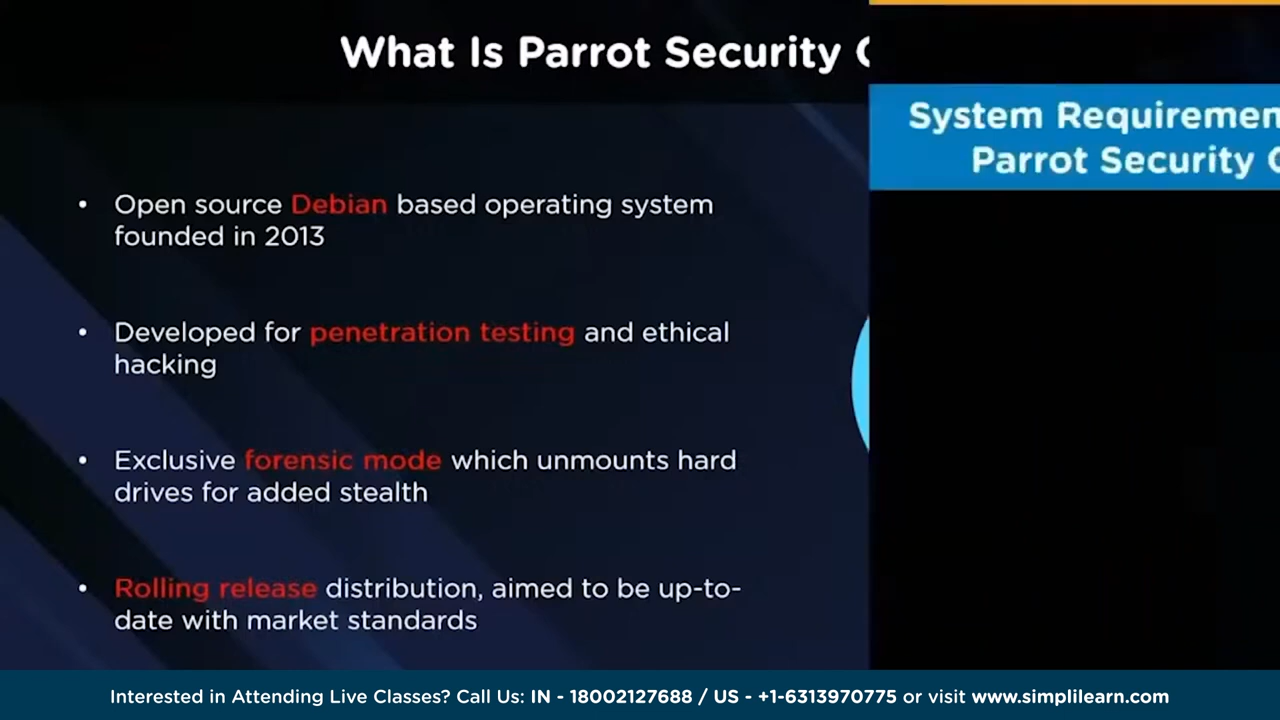 What Is Parrot Security
• Open source Debian based operating system
founded in 2013
• Developed for penetration testing and ethical
hacking
• Exclusive forensic mode which unmounts hard
drives for added stealth
• Rolling release distribution, aimed to be up-to-
date with market standards
System Requiremen
Parrot Security
Interested in Attending Live Classes? Call Us: IN - 18002127688 / US - +1-6313970775 or visit www.simplilearn.com